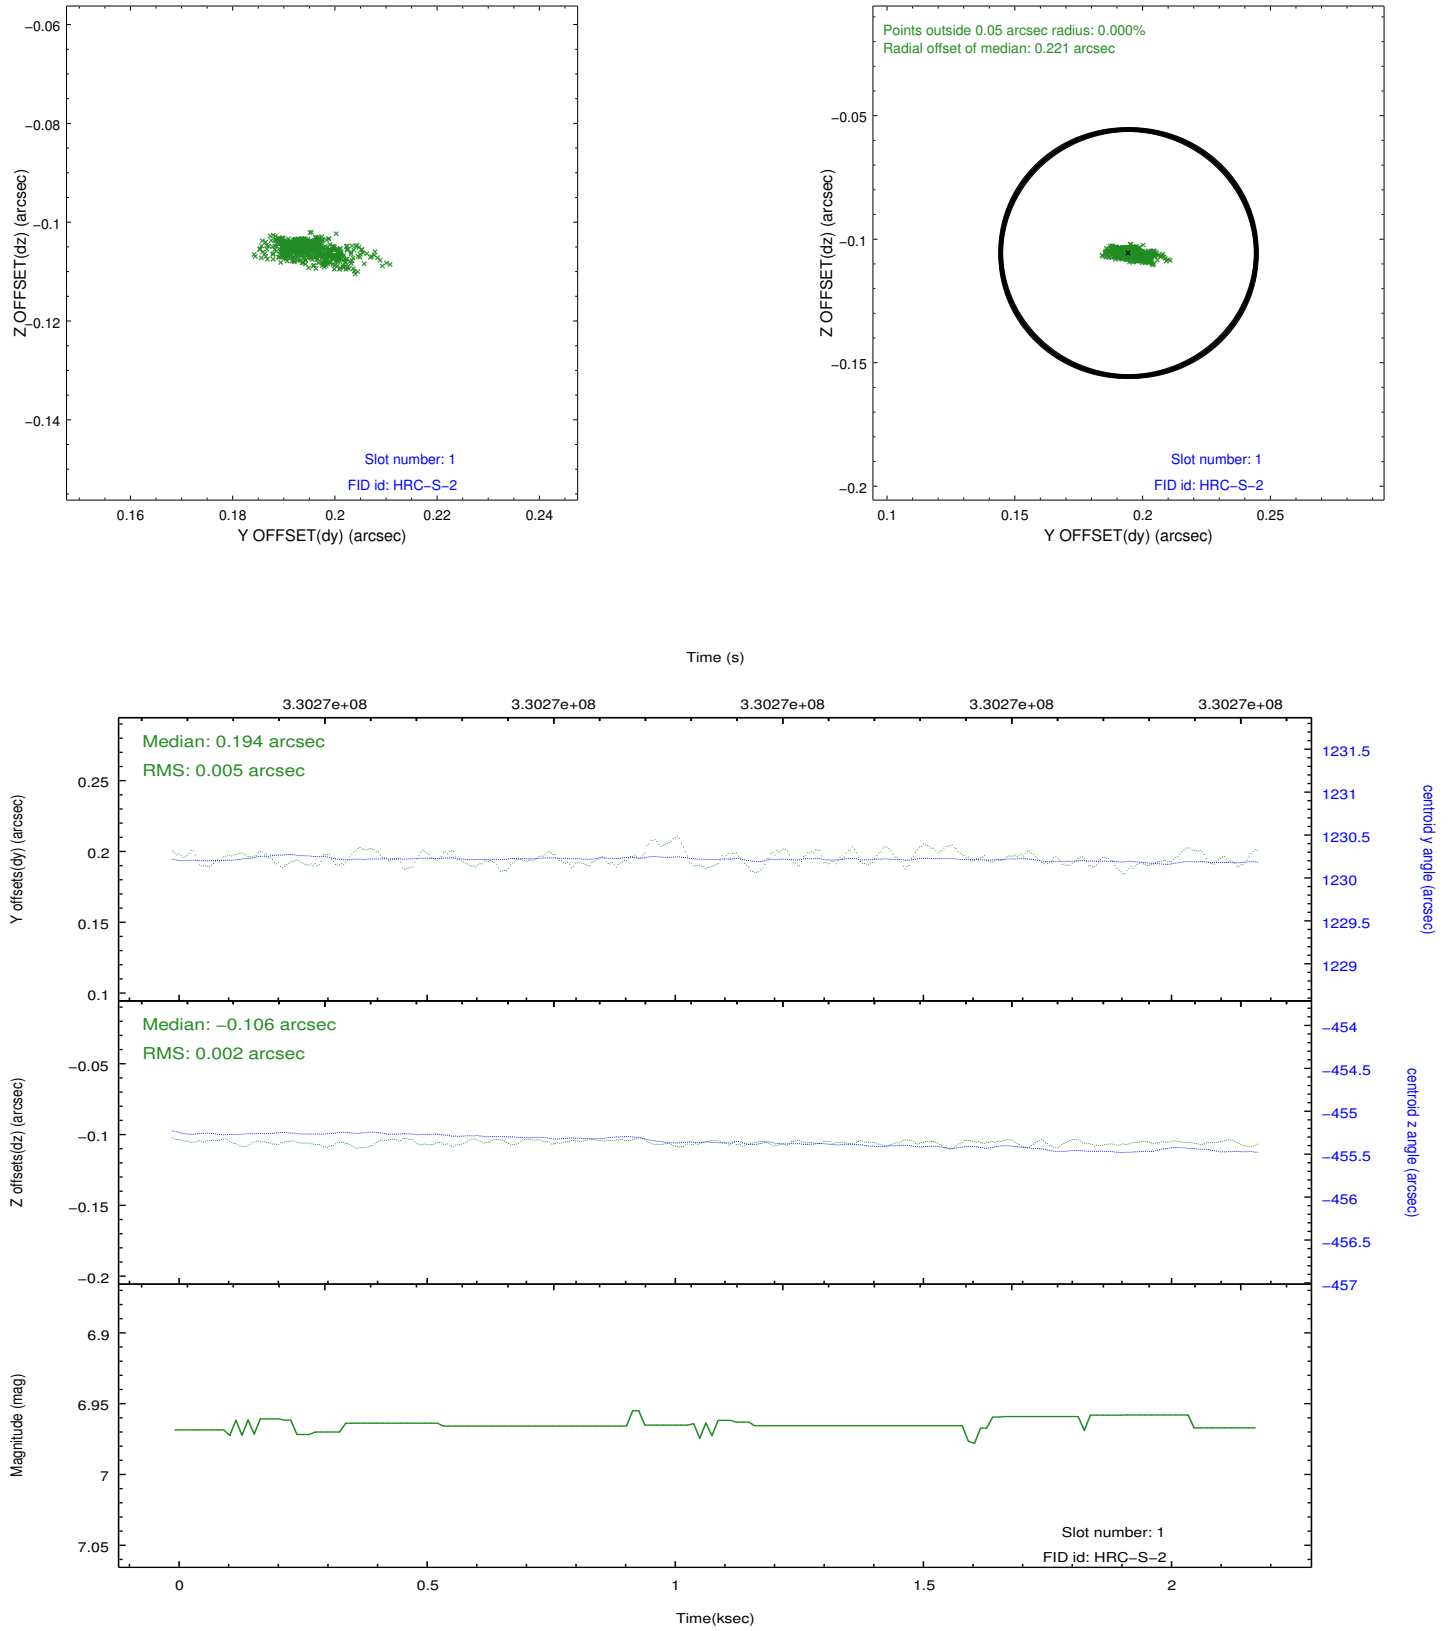 −0.06
−0.08
−0.1
−0.12
−0.14
Z OFFSET(dz) (arcsec)
Slot number: 1
FID id: HRC−S−2
0.16 0.18 0.2 0.22 0.24
Y OFFSET(dy) (arcsec)
Points outside 0.05 arcsec radius: 0.000%
Radial offset of median: 0.221 arcsec
−0.05
−0.1
−0.15
−0.2
Z OFFSET(dz) (arcsec)
Slot number: 1
FID id: HRC−S−2
0.1 0.15 0.2 0.25
Y OFFSET(dy) (arcsec)
Time (s)
3.3027e+08 3.3027e+08 3.3027e+08 3.3027e+08 3.3027e+08
Median: 0.194 arcsec
RMS: 0.005 arcsec
0.25
0.2
0.15
0.1
Y offsets(dy) (arcsec)
1231.5
1231
1230.5
1230
1229.5
1229
centroid y angle (arcsec)
Median: −0.106 arcsec
RMS: 0.002 arcsec
−0.05
−0.1
−0.15
−0.2
Z offsets(dz) (arcsec)
−454
−454.5
−455
−455.5
−456
−456.5
−457
centroid z angle (arcsec)
6.9
6.95
7
7.05
Magnitude (mag)
Slot number: 1
FID id: HRC−S−2
0 0.5 1 1.5 2
Time(ksec)